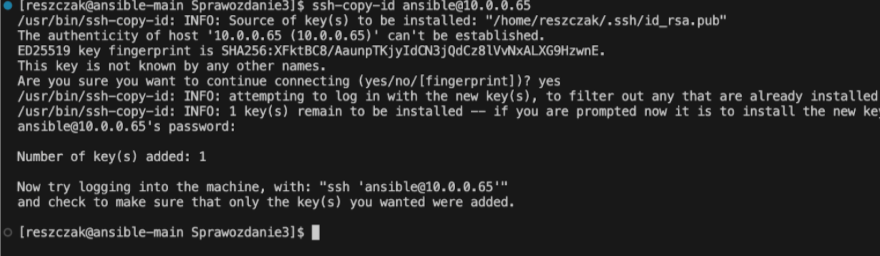 [reszczak@ansible-main Sprawozdanie3]$ ssh-copy-id ansible@10.0.0.65
/usr/bin/ssh-copy-id: INFO: Source of key(s) to be installed: "/home/reszczak/.ssh/id_rsa.pub"
The authenticity of host '10.0.0.65 (10.0.0.65)' can't be established.
ED25519 key fingerprint is SHA256:XFktBC8/AaunpTKjyIdCN3jQdCz8lVvNxALXG9HzwnE.
This key is not known by any other names.
Are you sure you want to continue connecting (yes/no/[fingerprint])? yes
/usr/bin/ssh-copy-id: INFO: attempting to log in with the new key(s), to filter out any that are already installed
/usr/bin/ssh-copy-id: INFO: 1 key(s) remain to be installed -- if you are prompted now it is to install the new key
ansible@10.0.0.65's password:
Number of key(s) added: 1
Now try logging into the machine, with: "ssh 'ansible@10.0.0.65'"
and check to make sure that only the key(s) you wanted were added.
[reszczak@ansible-main Sprawozdanie3]$